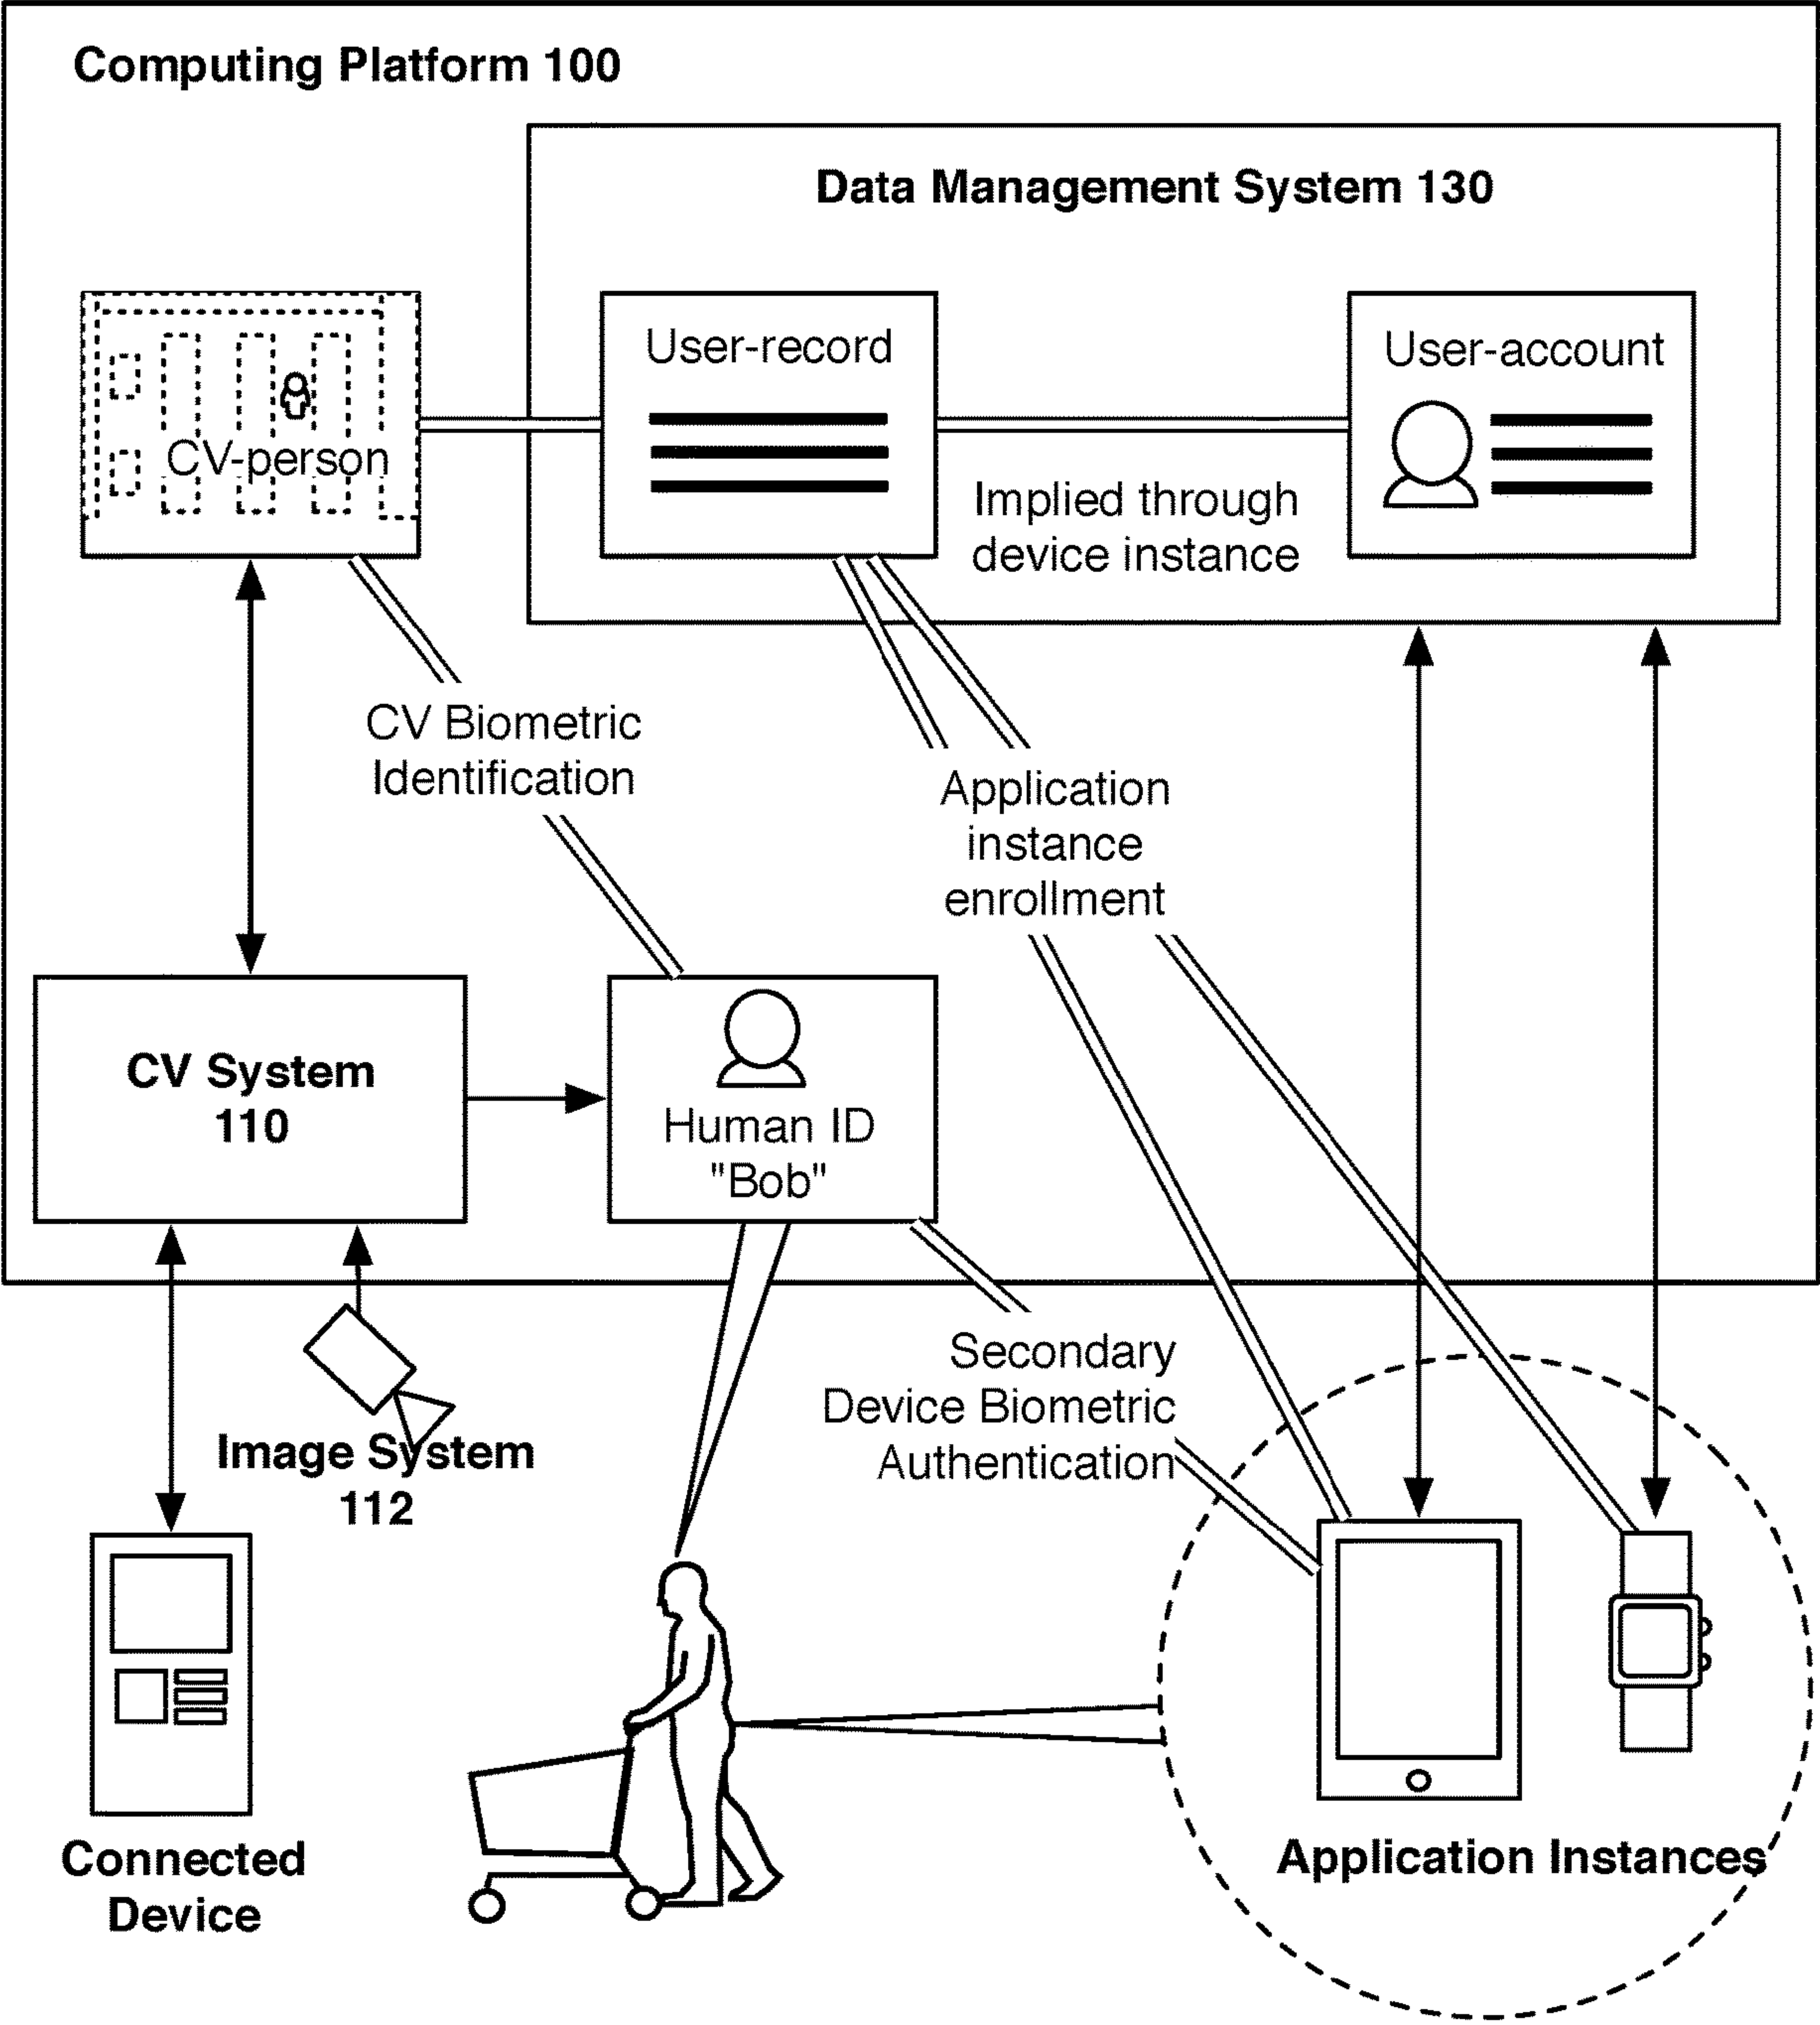 Computing Platform 100
Data Management System 130
User-record
User-account
CV-person
Implied through
device instance
CV Biometric
Identification
Application
instance
enrollment
CV System
110
Human ID
"Bob"
Secondary
Device Biometric
Authentication
Image System
112
Connected
Device
Application Instances